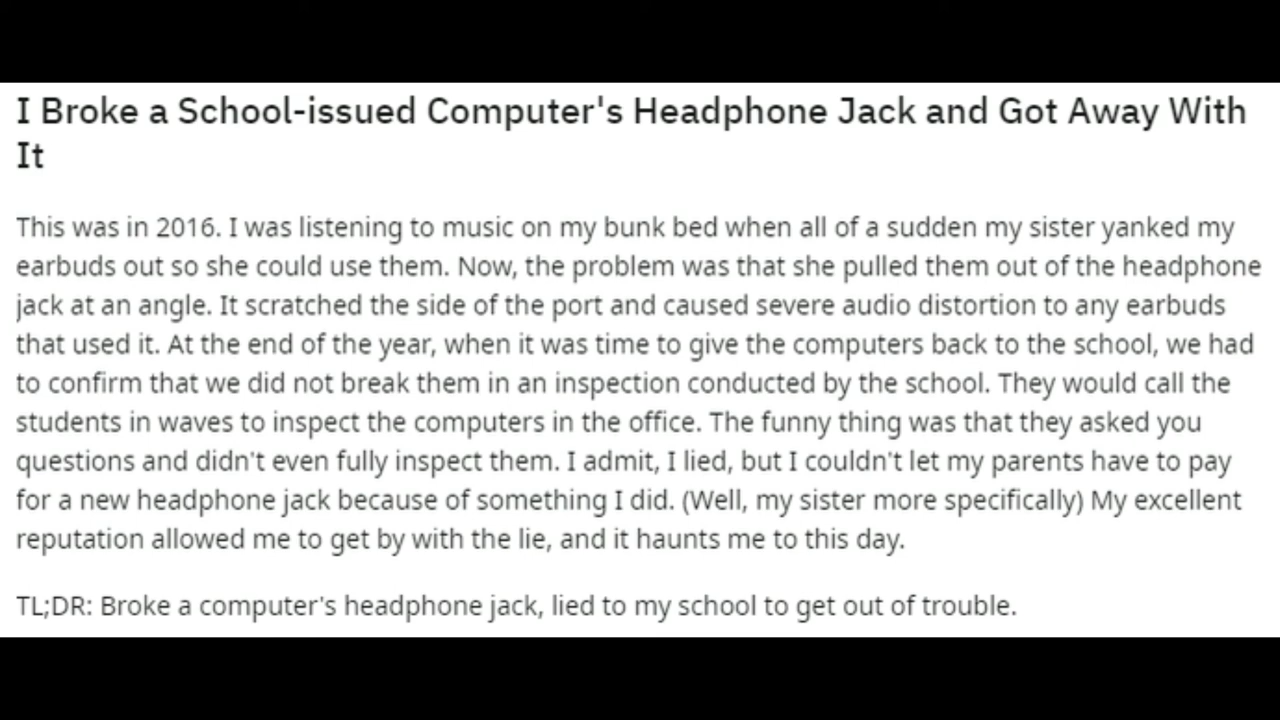 I Broke a School-issued Computer's Headphone Jack and Got Away With
It
This was in 2016. I was listening to music on my bunk bed when all of a sudden my sister yanked my
earbuds out so she could use them. Now, the problem was that she pulled them out of the headphone
jack at an angle. It scratched the side of the port and caused severe audio distortion to any earbuds
that used it. At the end of the year, when it was time to give the computers back to the school, we had
to confirm that we did not break them in an inspection conducted by the school. They would call the
students in waves to inspect the computers in the office. The funny thing was that they asked you
questions and didn't even fully inspect them. I admit, I lied, but I couldn't let my parents have to pay
for a new headphone jack because of something I did. (Well, my sister more specifically) My excellent
reputation allowed me to get by with the lie, and it haunts me to this day.
TL;DR: Broke a computer's headphone jack, lied to my school to get out of trouble.